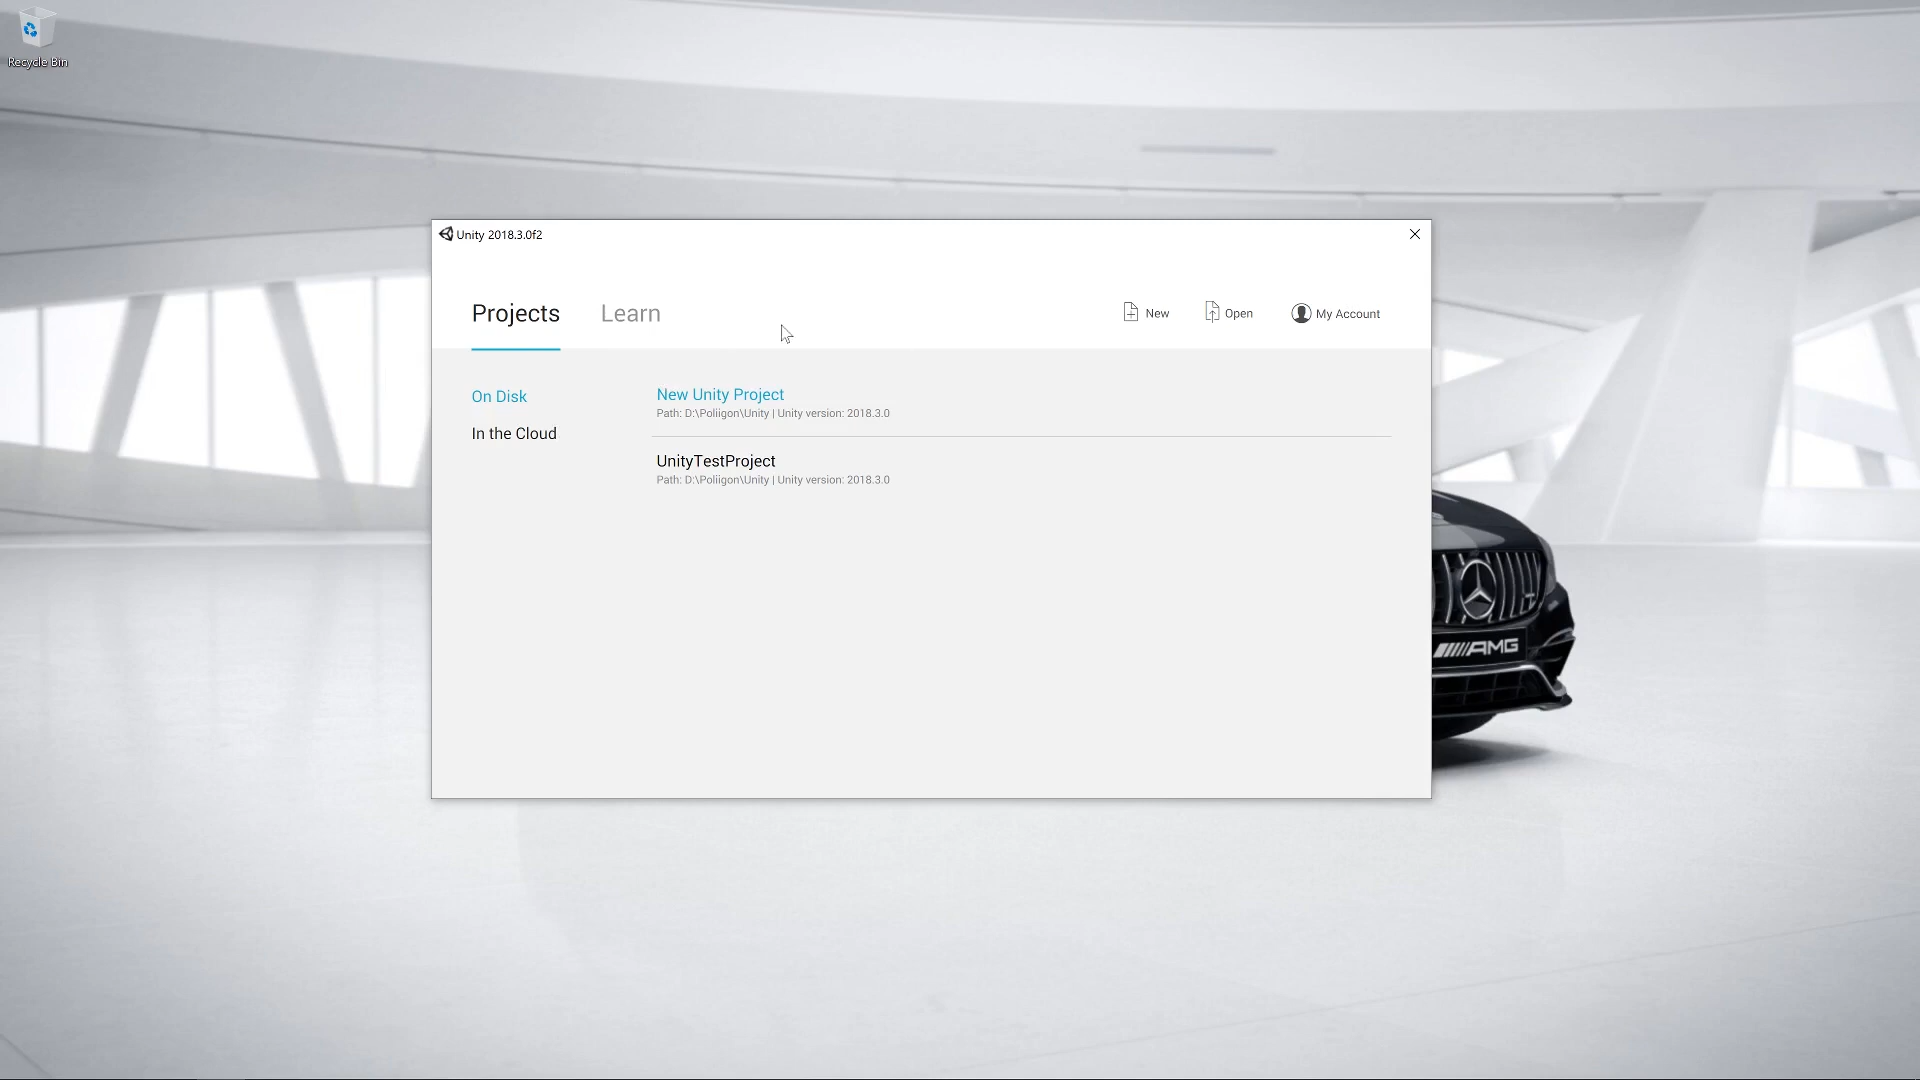 Recycle Bin
Unity 2018.3.0f2
Projects
Learn
New
Open
My Account
On Disk
In the Cloud
New Unity Project
Path: D:\Poliigon\Unity | Unity version: 2018.3.0
UnityTestProject
Path: D:\Poliigon\Unity | Unity version: 2018.3.0
AMG